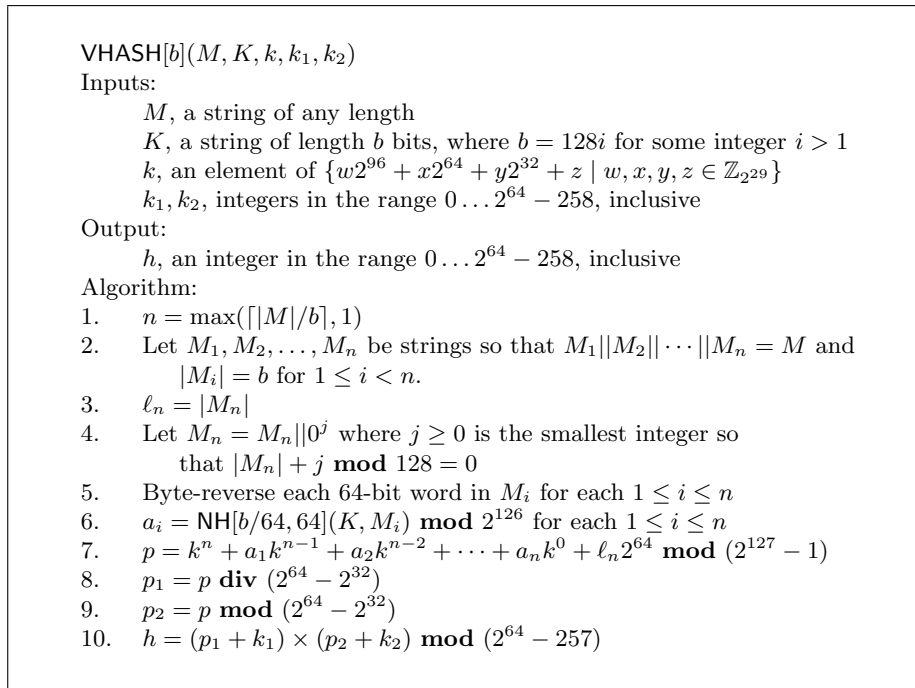 VHASH[b](M, K, k, k₁, k₂)
Inputs:
M, a string of any length
K, a string of length b bits, where b = 128i for some integer i > 1
k, an element of {w2⁹⁶ + x2⁶⁴ + y2³² + z | w, x, y, z ∈ ℤ_{2²⁹}}
k₁, k₂, integers in the range 0 … 2⁶⁴ − 258, inclusive
Output:
h, an integer in the range 0 … 2⁶⁴ − 258, inclusive
Algorithm:
1. n = max(⌈|M|/b⌉, 1)
2. Let M₁, M₂, …, Mₙ be strings so that M₁||M₂|| ⋯ ||Mₙ = M and
|Mᵢ| = b for 1 ≤ i < n.
3. ℓₙ = |Mₙ|
4. Let Mₙ = Mₙ||0ʲ where j ≥ 0 is the smallest integer so
that |Mₙ| + j mod 128 = 0
5. Byte-reverse each 64-bit word in Mᵢ for each 1 ≤ i ≤ n
6. aᵢ = NH[b/64, 64](K, Mᵢ) mod 2¹²⁶ for each 1 ≤ i ≤ n
7. p = kⁿ + a₁kⁿ⁻¹ + a₂kⁿ⁻² + ⋯ + aₙk⁰ + ℓₙ2⁶⁴ mod (2¹²⁷ − 1)
8. p₁ = p div (2⁶⁴ − 2³²)
9. p₂ = p mod (2⁶⁴ − 2³²)
10. h = (p₁ + k₁) × (p₂ + k₂) mod (2⁶⁴ − 257)